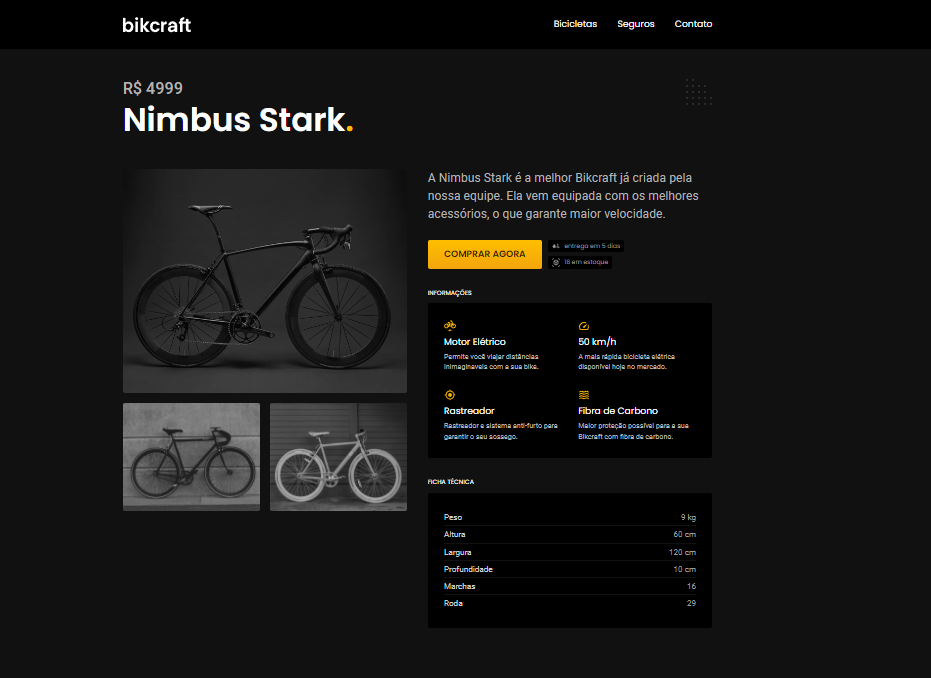 bikcraft
Bicicletas Seguros Contato
R$ 4999
Nimbus Stark.
A Nimbus Stark é a melhor Bikcraft já criada pela
nossa equipe. Ela vem equipada com os melhores
acessórios, o que garante maior velocidade.
COMPRAR AGORA
entrega em 5 dias
18 em estoque
INFORMAÇÕES
Motor Elétrico
Permite você viajar distâncias
inimaginaveis com a sua bike.
50 km/h
A mais rápida bicicleta elétrica
disponível hoje no mercado.
Rastreador
Rastreador e sistema anti-furto para
garantir o seu sossego.
Fibra de Carbono
Maior proteção possível para a sua
Bikcraft com fibra de carbono.
FICHA TÉCNICA
Peso 9 kg
Altura 60 cm
Largura 120 cm
Profundidade 10 cm
Marchas 16
Roda 29